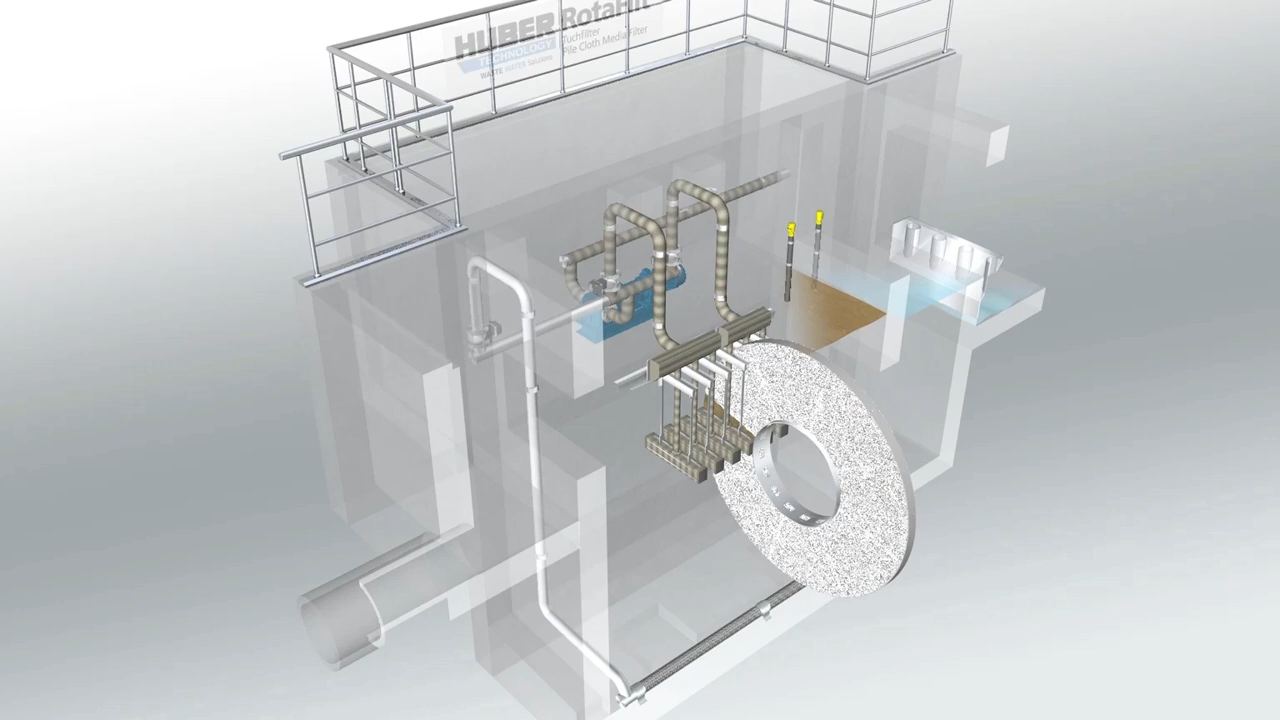 HUBER
TECHNOLOGY
WASTE WATER Solutions
RotaFilt
Tuchfilter
Pile Cloth Media Filter